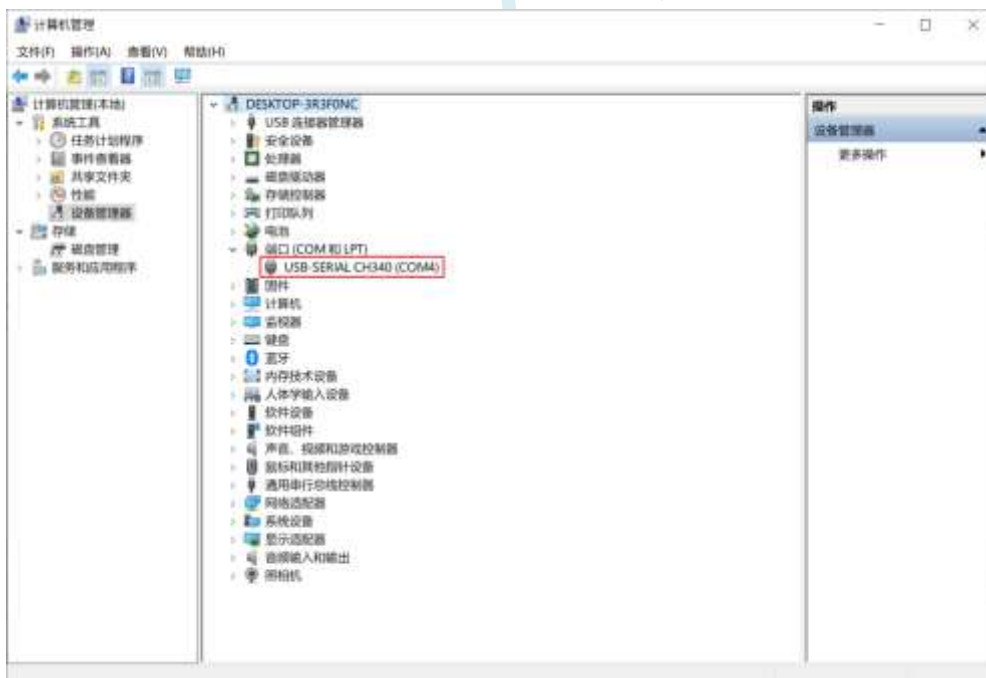 计算机管理
文件(F) 操作(A) 查看(V) 帮助(H)
计算机管理(本地)
系统工具
任务计划程序
事件查看器
共享文件夹
性能
设备管理器
存储
磁盘管理
服务和应用程序
DESKTOP-3R3F0NC
USB 连接器管理器
安全设备
处理器
磁盘驱动器
存储控制器
打印队列
电池
端口 (COM 和 LPT)
USB-SERIAL CH340 (COM4)
固件
计算机
监视器
键盘
蓝牙
内存技术设备
人体学输入设备
软件设备
软件组件
声音、视频和游戏控制器
鼠标和其他指针设备
通用串行总线控制器
网络适配器
系统设备
显示适配器
音频输入和输出
照相机
操作
设备管理器
更多操作